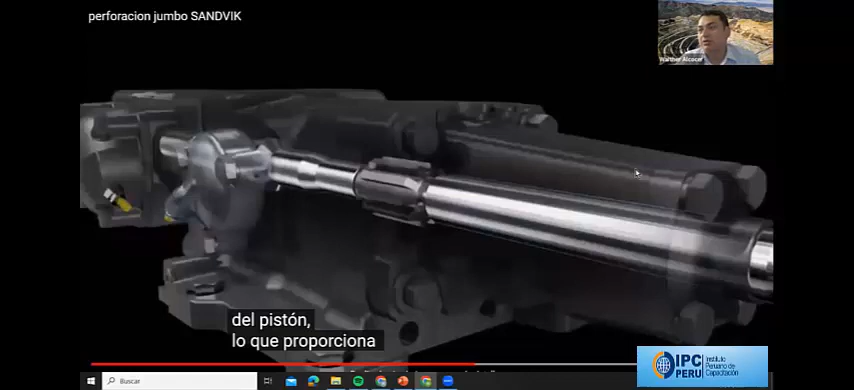 perforacion jumbo SANDVIK
Walther Alcocer
del pistón,
lo que proporciona
Buscar
IPC
PERU
Instituto
Peruano de
Capacitación